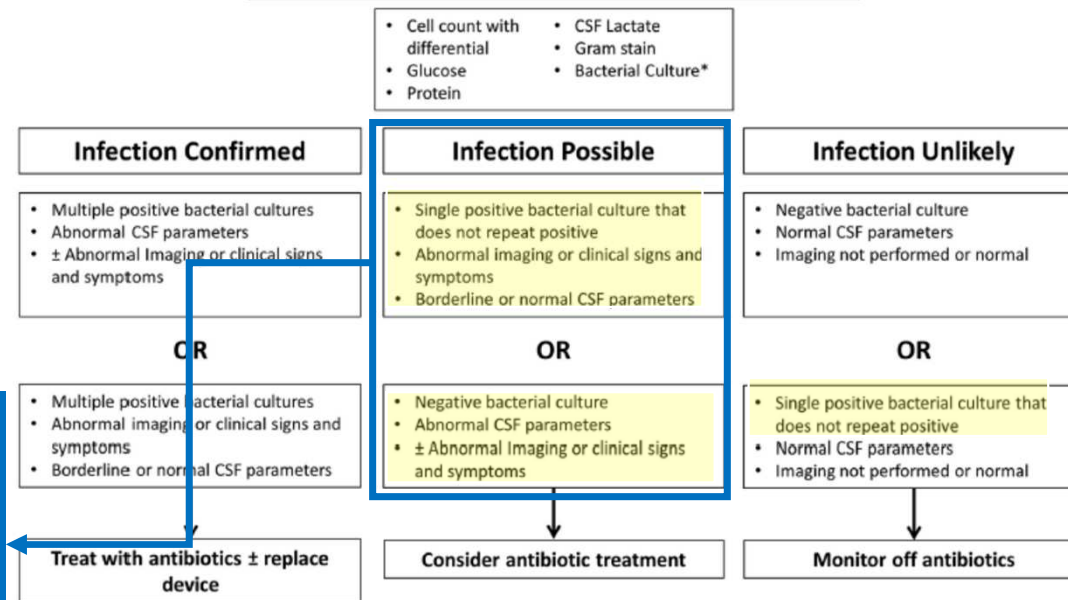 • Cell count with differential
• Glucose
• Protein
• CSF Lactate
• Gram stain
• Bacterial Culture*
Infection Confirmed
• Multiple positive bacterial cultures
• Abnormal CSF parameters
• ± Abnormal Imaging or clinical signs
and symptoms
OR
• Multiple positive bacterial cultures
• Abnormal imaging or clinical signs and
symptoms
• Borderline or normal CSF parameters
Treat with antibiotics ± replace
device
Infection Possible
• Single positive bacterial culture that
does not repeat positive
• Abnormal imaging or clinical signs and
symptoms
• Borderline or normal CSF parameters
OR
• Negative bacterial culture
• Abnormal CSF parameters
• ± Abnormal Imaging or clinical signs
and symptoms
Consider antibiotic treatment
Infection Unlikely
• Negative bacterial culture
• Normal CSF parameters
• Imaging not performed or normal
OR
• Single positive bacterial culture that
does not repeat positive
• Normal CSF parameters
• Imaging not performed or normal
Monitor off antibiotics